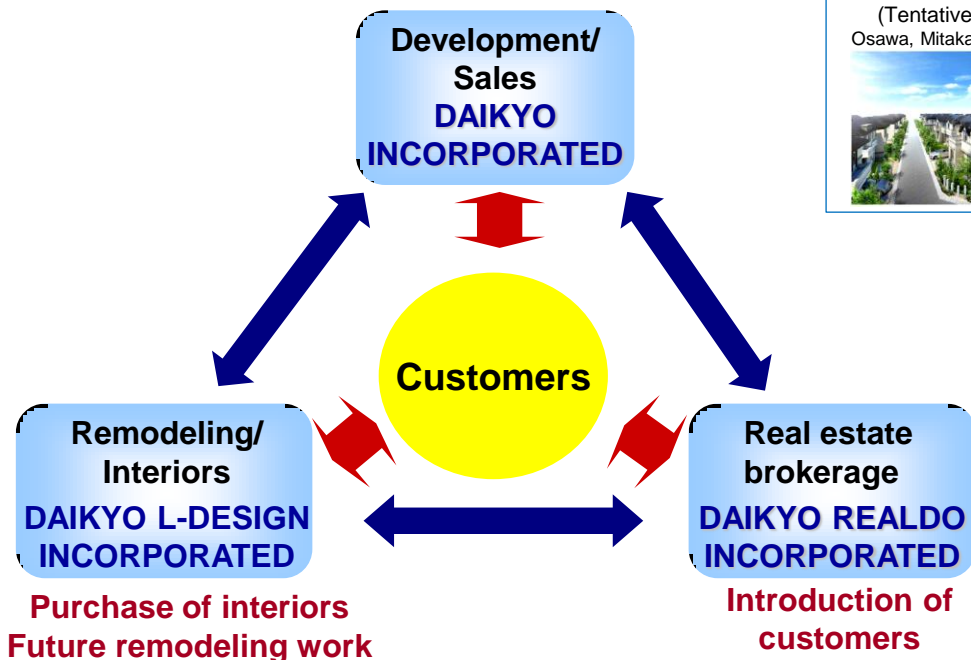 (Tentative
Osawa, Mitaka
Development/
Sales
DAIKYO
INCORPORATED
Customers
Remodeling/
Interiors
DAIKYO L-DESIGN
INCORPORATED
Real estate
brokerage
DAIKYO REALDO
INCORPORATED
Purchase of interiors
Future remodeling work
Introduction of
customers